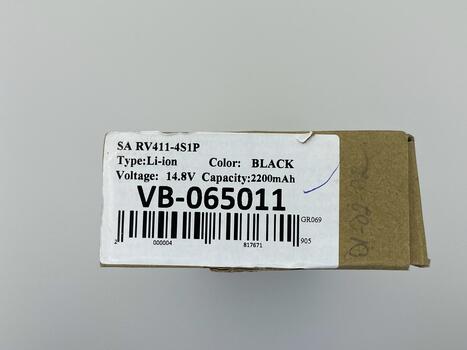 SA RV411-4S1P
Type:Li-ion Color: BLACK
Voltage: 14.8V Capacity:2200mAh
VB-065011
GR069
2 000004 817671 905